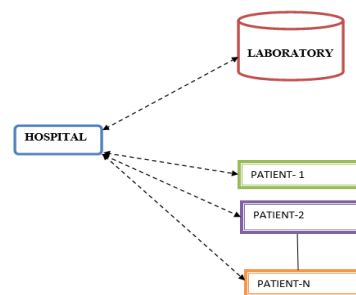 LABORATORY
HOSPITAL
PATIENT- 1
PATIENT-2
PATIENT-N